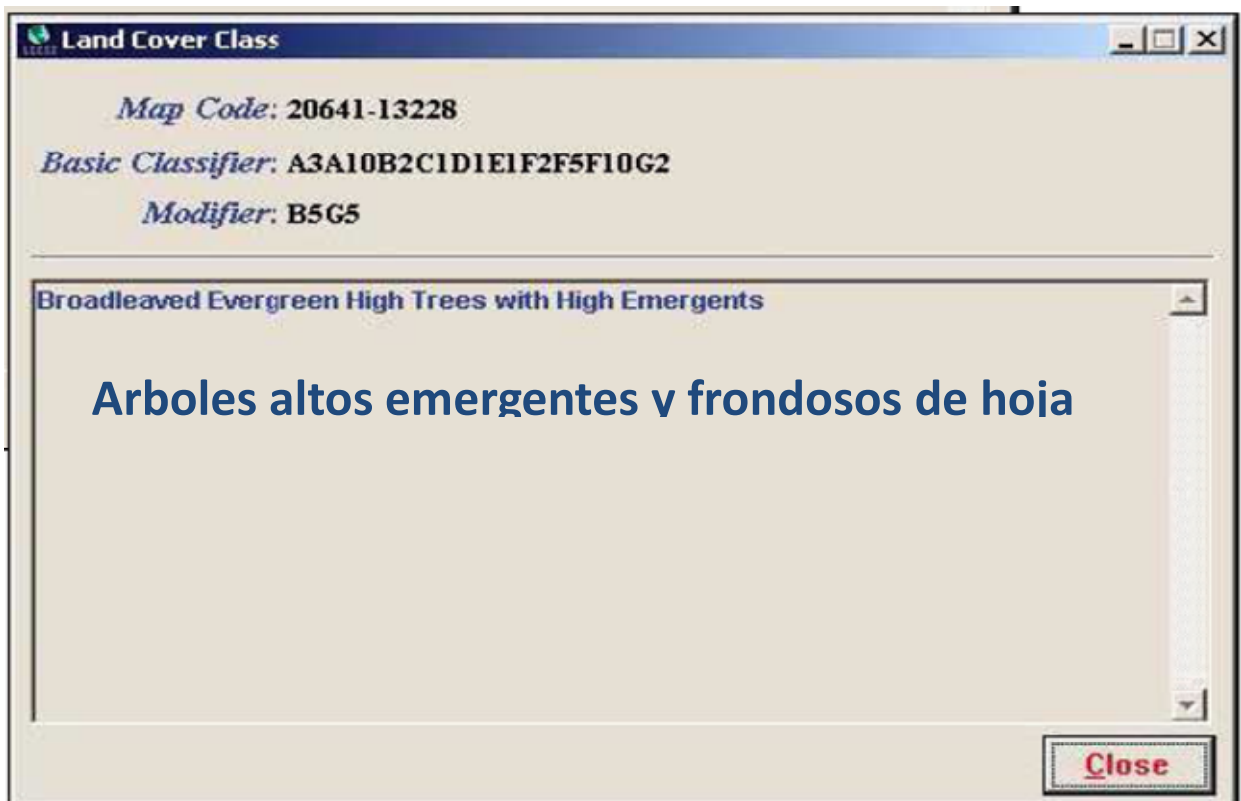 Land Cover Class
Map Code: 20641-13228
Basic Classifier: A3A10B2C1D1E1F2F5F10G2
Modifier: B5G5
Broadleaved Evergreen High Trees with High Emergents
Arboles altos emergentes y frondosos de hoja
Close